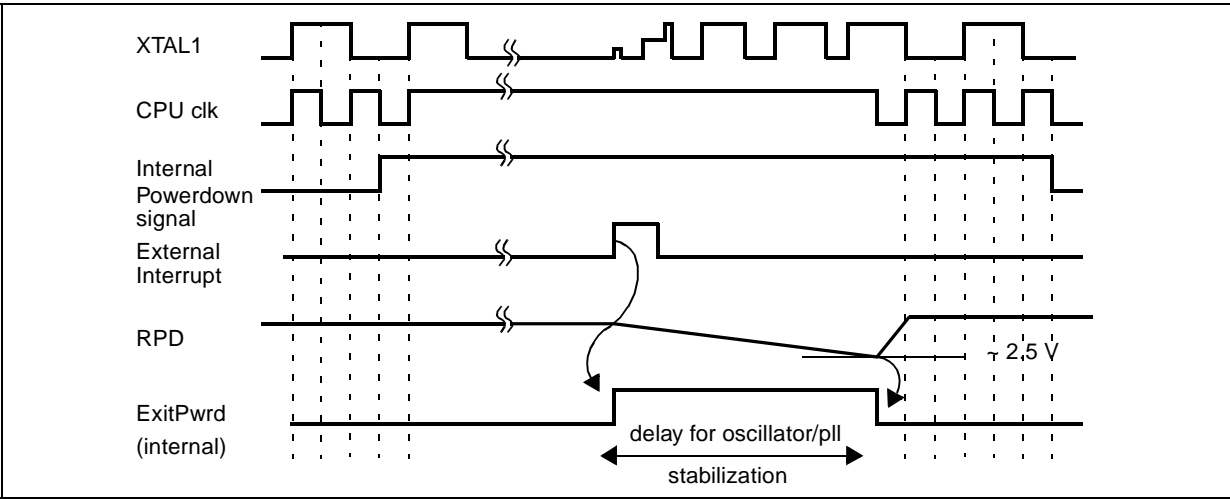 XTAL1
CPU clk
Internal
Powerdown
signal
External
Interrupt
RPD
~ 2.5 V
ExitPwrd
(internal)
delay for oscillator/pll
stabilization